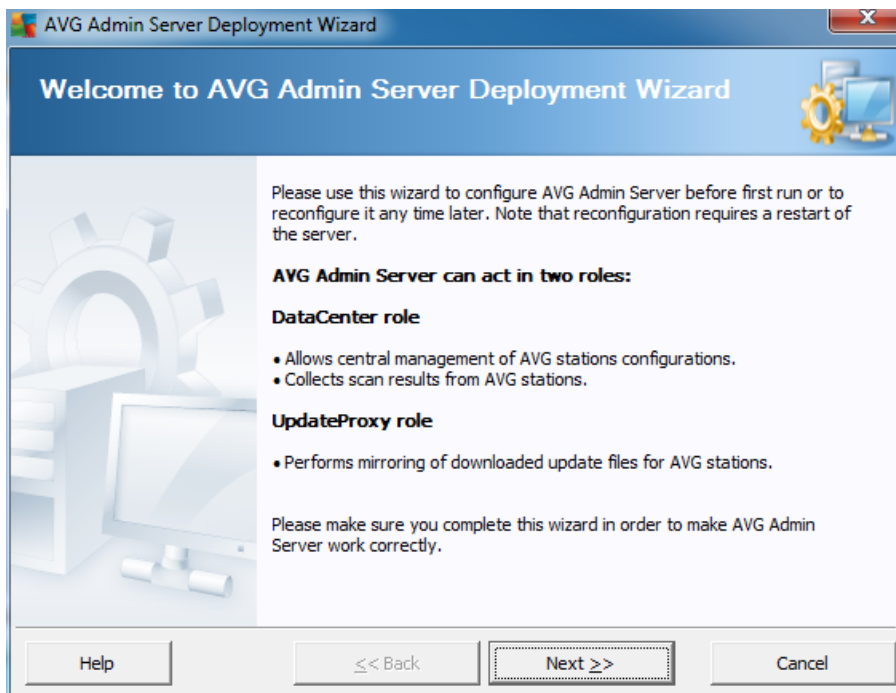 AVG Admin Server Deployment Wizard
x
Welcome to AVG Admin Server Deployment Wizard
Please use this wizard to configure AVG Admin Server before first run or to
reconfigure it any time later. Note that reconfiguration requires a restart of
the server.
AVG Admin Server can act in two roles:
DataCenter role
• Allows central management of AVG stations configurations.
• Collects scan results from AVG stations.
UpdateProxy role
• Performs mirroring of downloaded update files for AVG stations.
Please make sure you complete this wizard in order to make AVG Admin
Server work correctly.
Help
<< Back
Next >>
Cancel